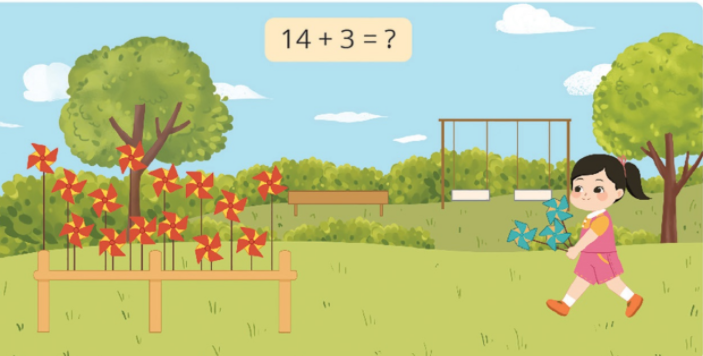 14 + 3 = ?